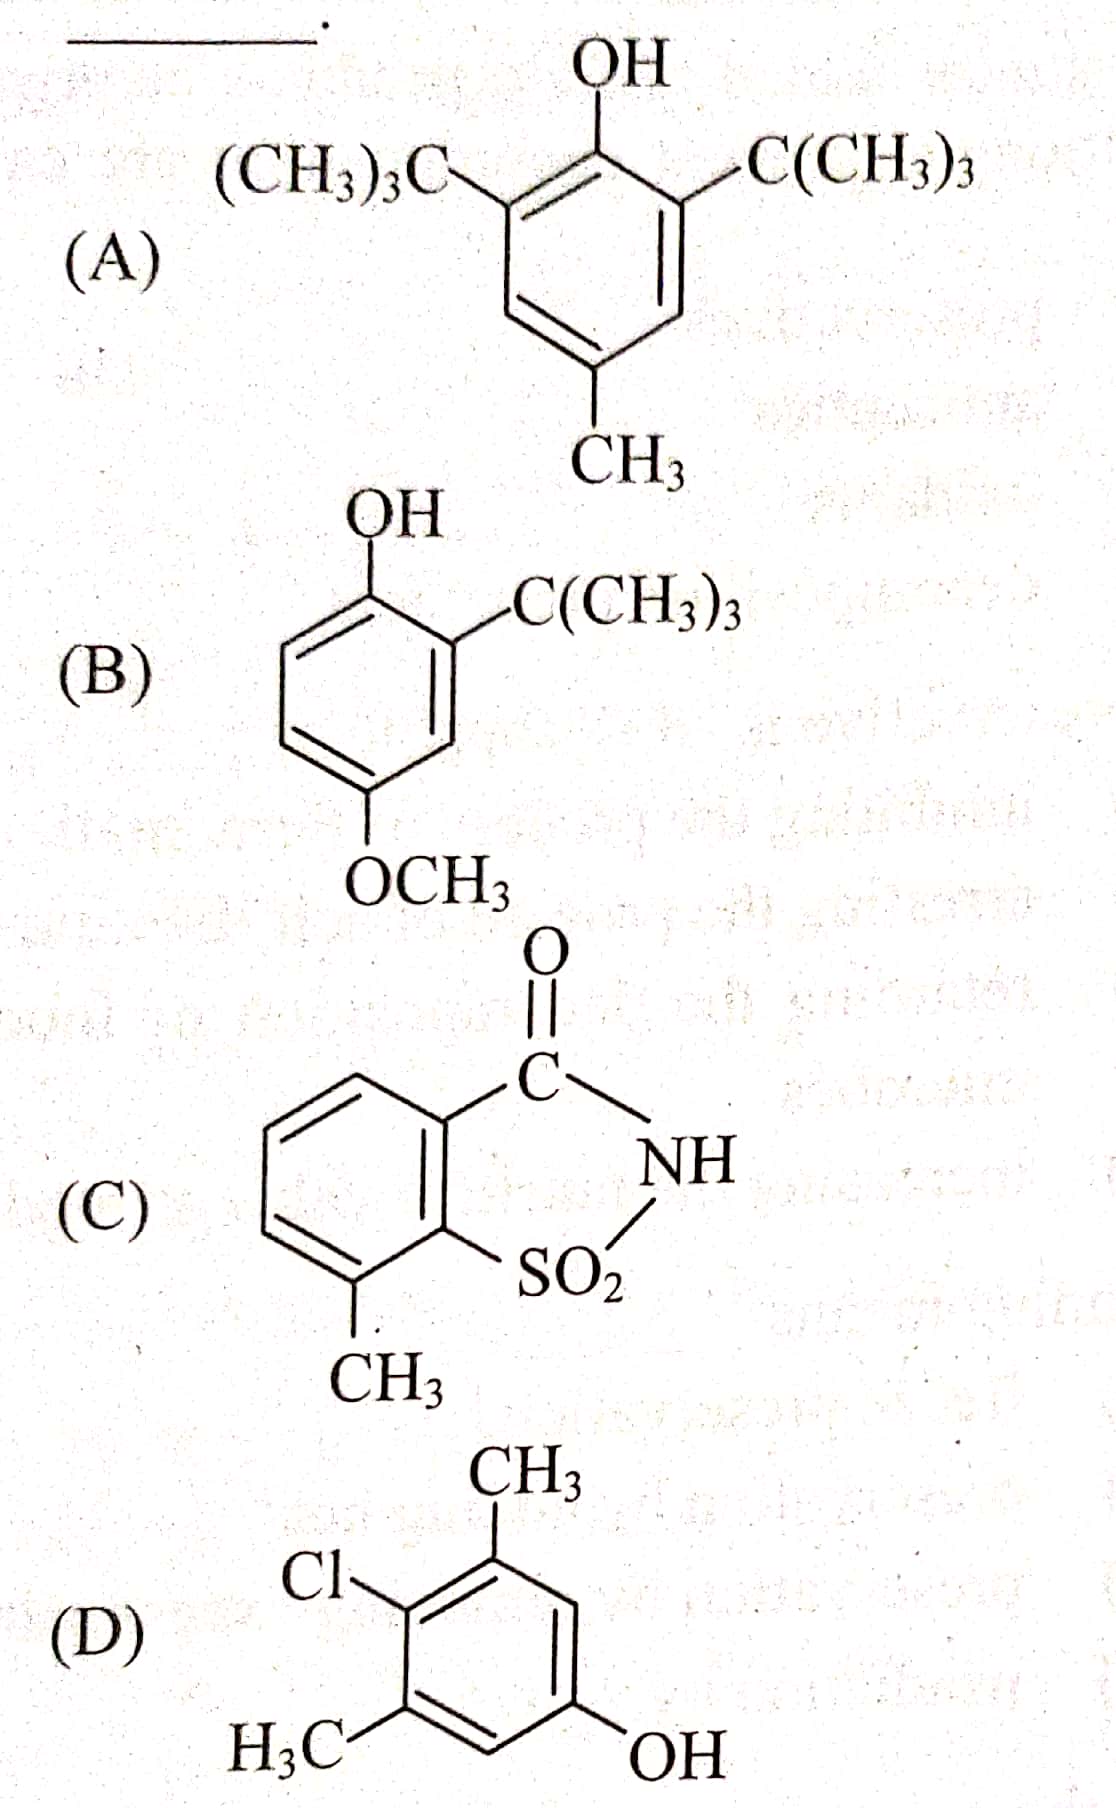 OH
(CH₃)₃C C(CH₃)₃
(A)
CH₃
OH
C(CH₃)₃
(B)
OCH₃
O
C
NH
(C)
SO₂
CH₃
CH₃
Cl
(D)
H₃C OH